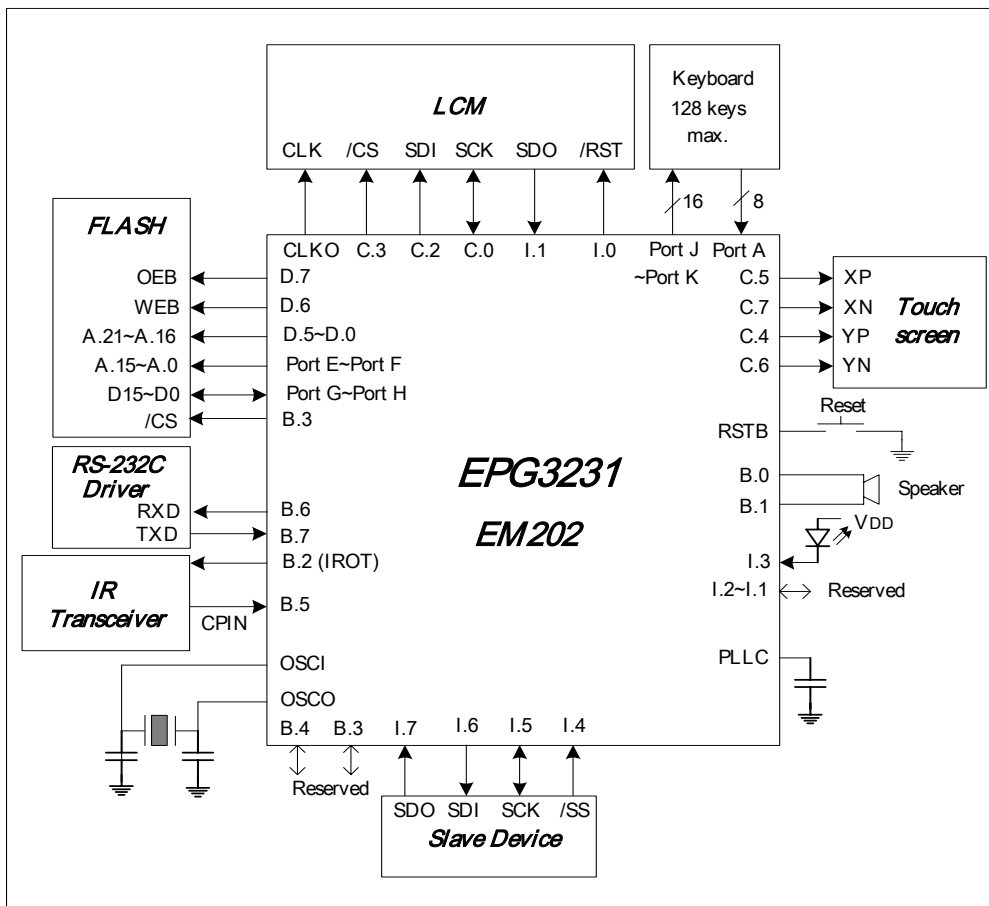 LCM
CLK /CS SDI SCK SDO /RST
Keyboard
128 keys
max.
16 8
FLASH
OEB
WEB
A.21~A.16
A.15~A.0
D15~D0
/CS
CLKO C.3 C.2 C.0 I.1 I.0 Port J Port A
~Port K
D.7
D.6
D.5~D.0
Port E~Port F
Port G~Port H
B.3
C.5
C.7
C.4
C.6
XP
XN
YP
YN
Touch
screen
RS-232C
Driver
RXD
TXD
B.6
B.7
B.2 (IROT)
IR
Transceiver
CPIN
B.5
EPG3231
EM202
RSTB
Reset
B.0
B.1
Speaker
VDD
I.3
I.2~I.1
Reserved
PLLC
OSCI
OSCO
B.4 B.3 I.7 I.6 I.5 I.4
Reserved
SDO SDI SCK /SS
Slave Device